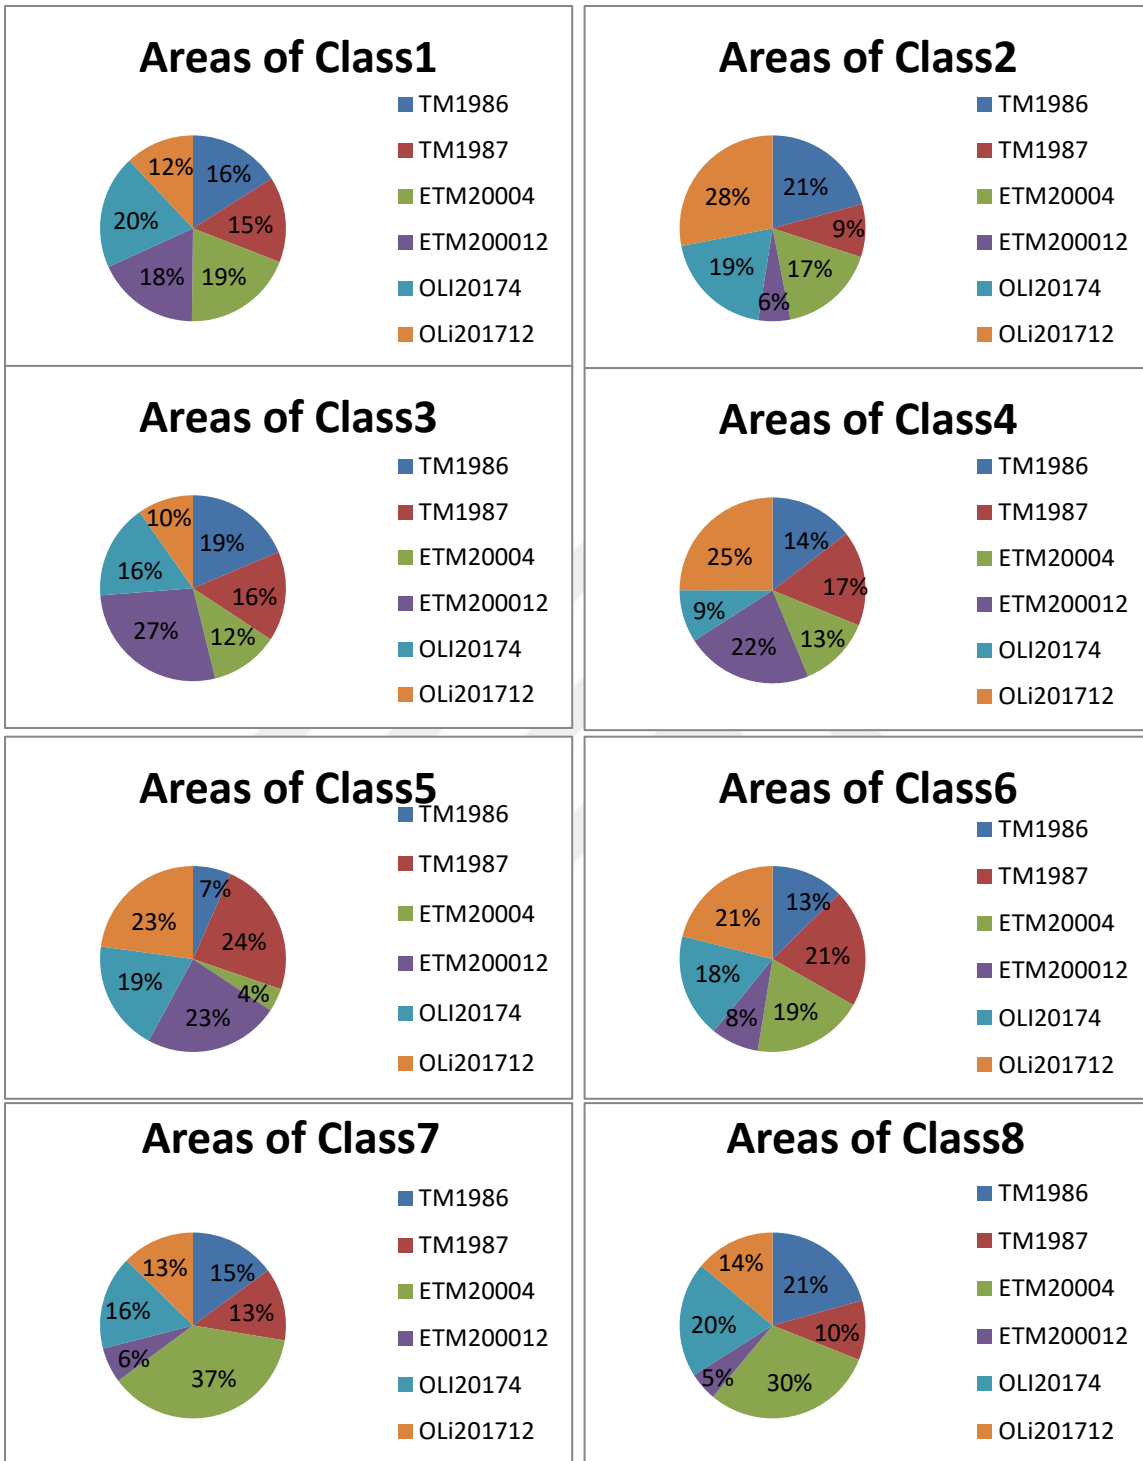 Areas of Class1
TM1986
TM1987
ETM20004
ETM200012
OLI20174
OLi201712
16%
15%
19%
18%
20%
12%
Areas of Class2
TM1986
TM1987
ETM20004
ETM200012
OLI20174
OLi201712
21%
9%
17%
6%
19%
28%
Areas of Class3
TM1986
TM1987
ETM20004
ETM200012
OLI20174
OLi201712
19%
16%
12%
27%
16%
10%
Areas of Class4
TM1986
TM1987
ETM20004
ETM200012
OLI20174
OLi201712
14%
17%
13%
22%
9%
25%
Areas of Class5
TM1986
TM1987
ETM20004
ETM200012
OLI20174
OLi201712
7%
24%
4%
23%
19%
23%
Areas of Class6
TM1986
TM1987
ETM20004
ETM200012
OLI20174
OLi201712
13%
21%
19%
8%
18%
21%
Areas of Class7
TM1986
TM1987
ETM20004
ETM200012
OLI20174
OLi201712
15%
13%
37%
6%
16%
13%
Areas of Class8
TM1986
TM1987
ETM20004
ETM200012
OLI20174
OLi201712
21%
10%
30%
5%
20%
14%